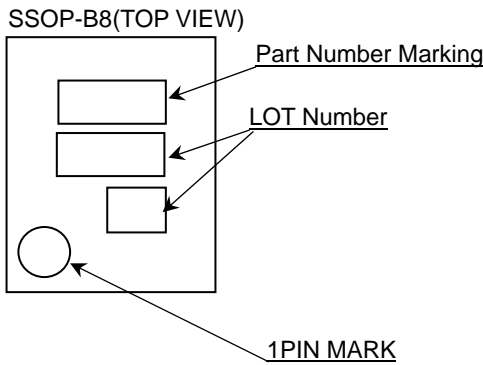 SSOP-B8(TOP VIEW)
Part Number Marking
LOT Number
1PIN MARK